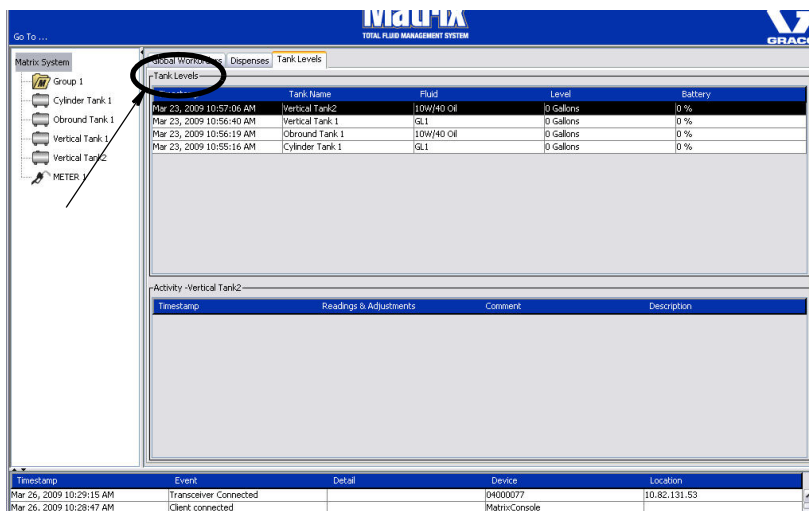 Matrix
TOTAL FLUID MANAGEMENT SYSTEM
GRACO
Go To ...
Matrix System
Group 1
Cylinder Tank 1
Obround Tank 1
Vertical Tank 1
Vertical Tank2
METER 1
Global Workorders Dispenses Tank Levels
Tank Levels
Timestamp Tank Name Fluid Level Battery
Mar 23, 2009 10:57:06 AM Vertical Tank2 10W/40 Oil 0 Gallons 0 %
Mar 23, 2009 10:56:40 AM Vertical Tank 1 GL1 0 Gallons 0 %
Mar 23, 2009 10:56:19 AM Obround Tank 1 10W/40 Oil 0 Gallons 0 %
Mar 23, 2009 10:55:16 AM Cylinder Tank 1 GL1 0 Gallons 0 %
Activity -Vertical Tank2
Timestamp Readings & Adjustments Comment Description
Timestamp Event Detail Device Location
Mar 26, 2009 10:29:15 AM Transceiver Connected 04000077 10.82.131.53
Mar 26, 2009 10:28:47 AM Client connected MatrixConsole